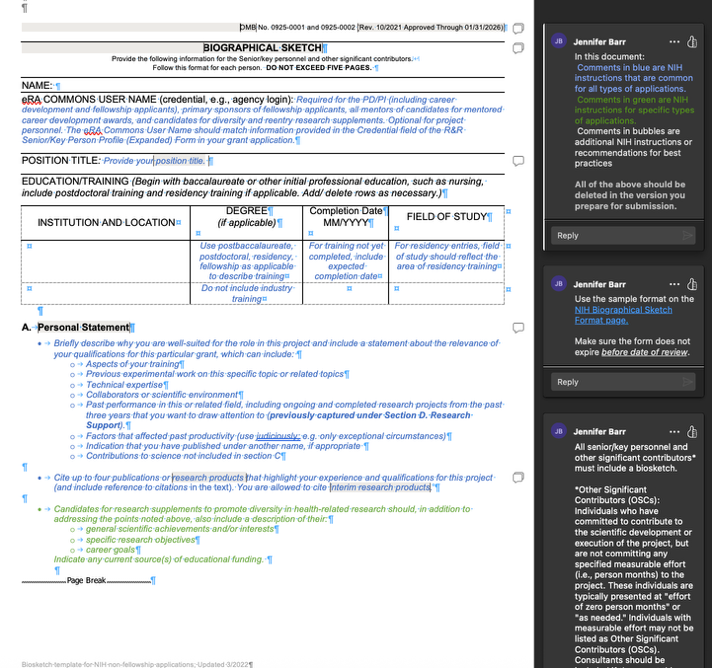 OMB No. 0925-0001 and 0925-0002 (Rev. 10/2021 Approved Through 01/31/2026)
BIOGRAPHICAL SKETCH
Provide the following information for the Senior/key personnel and other significant contributors.
Follow this format for each person. DO NOT EXCEED FIVE PAGES.
NAME:
eRA COMMONS USER NAME (credential, e.g., agency login): Required for the PD/PI (including career
development and fellowship applicants), primary sponsors of fellowship applicants, all mentors of candidates for mentored
career development awards, and candidates for diversity and reentry research supplements. Optional for project
personnel. The eRA Commons User Name should match information provided in the Credential field of the R&R
Senior/Key Person Profile (Expanded) Form in your grant application.
POSITION TITLE: Provide your position title.
EDUCATION/TRAINING (Begin with baccalaureate or other initial professional education, such as nursing,
include postdoctoral training and residency training if applicable. Add/ delete rows as necessary.)
INSTITUTION AND LOCATION
DEGREE
(if applicable)
Completion Date
MM/YYYY
FIELD OF STUDY
Use postbaccalaureate,
postdoctoral, residency,
fellowship as applicable
to describe training
For training not yet
completed, include
expected
completion date
For residency entries, field
of study should reflect the
area of residency training
Do not include industry
training
A. Personal Statement
• Briefly describe why you are well-suited for the role in this project and include a statement about the relevance of
your qualifications for this particular grant, which can include:
o Aspects of your training
o Previous experimental work on this specific topic or related topics
o Technical expertise
o Collaborators or scientific environment
o Past performance in this or related field, including ongoing and completed research projects from the past
three years that you want to draw attention to (previously captured under Section D. Research
Support).
o Factors that affected past productivity (use judiciously; e.g. only exceptional circumstances)
o Indication that you have published under another name, if appropriate
o Contributions to science not included in section C
• Cite up to four publications or research products that highlight your experience and qualifications for this project
(and include reference to citations in the text). You are allowed to cite interim research products.
• Candidates for research supplements to promote diversity in health-related research should, in addition to
addressing the points noted above, also include a description of their:
o general scientific achievements and/or interests
o specific research objectives
o career goals
Indicate any current source(s) of educational funding.
Page Break
Biosketch template for NIH non-fellowship applications; Updated 3/2022
JB
Jennifer Barr
In this document:
Comments in blue are NIH
instructions that are common
for all types of applications.
Comments in green are NIH
instructions for specific types
of applications.
Comments in bubbles are
additional NIH instructions or
recommendations for best
practices
All of the above should be
deleted in the version you
prepare for submission.
Reply
JB
Jennifer Barr
Use the sample format on the
NIH Biographical Sketch
Format page.
Make sure the form does not
expire before date of review.
Reply
JB
Jennifer Barr
All senior/key personnel and
other significant contributors*
must include a biosketch.
*Other Significant
Contributors (OSCs):
Individuals who have
committed to contribute to
the scientific development or
execution of the project, but
are not committing any
specified measurable effort
(i.e., person months) to the
project. These individuals are
typically presented at "effort
of zero person months" or
"as needed." Individuals with
measurable effort may not be
listed as Other Significant
Contributors (OSCs).
Consultants should be